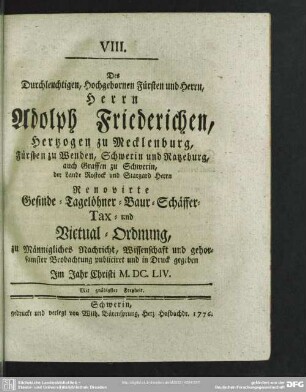 VIII.
Des
Durchleuchtigen, Hochgebornen Fürsten und Herrn,
Herrn
Adolph Friederichen,
Hertzogen zu Mecklenburg,
Fürsten zu Wenden, Schwerin und Ratzeburg,
auch Graffen zu Schwerin,
der Lande Rostock und Stargard Herrn
Renovirte
Gesinde-Tagelöhner-Baur-Schäffer-
Tax- und
Victual-Ordnung,
zu Männigliches Nachricht, Wissenschaft und gehor-
samster Beobachtung publiciret und in Druck gegeben
Im Jahr Christi M. DC. LIV.
Mit gnädigster Freyheit.
Schwerin,
gedruckt und verlegt von Wilh. Bärensprung, Herz. Hofbuchdr. 1776.